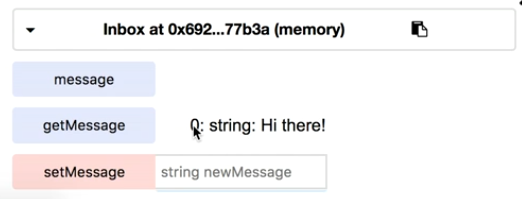 Inbox at 0x692...77b3a (memory)
message
getMessage 0: string: Hi there!
setMessage string newMessage